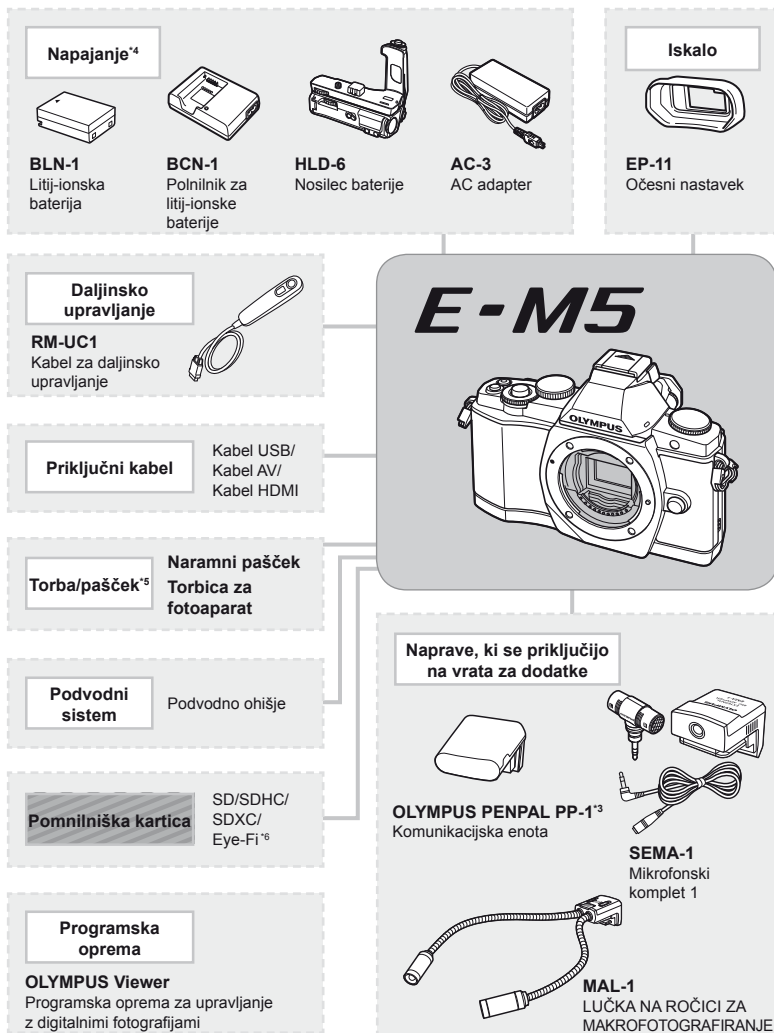 Napajanje*4
BLN-1
Litij-ionska
baterija
BCN-1
Polnilnik za
litij-ionske
baterije
HLD-6
Nosilec baterije
AC-3
AC adapter
Iskalo
EP-11
Očesni nastavek
Daljinsko
upravljanje
RM-UC1
Kabel za daljinsko
upravljanje
E-M5
OLYMPUS
Priključni kabel
Kabel USB/
Kabel AV/
Kabel HDMI
Torba/pašček*5
Naramni pašček
Torbica za
fotoaparat
Podvodni
sistem
Podvodno ohišje
Pomnilniška kartica
SD/SDHC/
SDXC/
Eye-Fi*6
Programska
oprema
OLYMPUS Viewer
Programska oprema za upravljanje
z digitalnimi fotografijami
Naprave, ki se priključijo
na vrata za dodatke
OLYMPUS PENPAL PP-1*3
Komunikacijska enota
SEMA-1
Mikrofonski
komplet 1
MAL-1
LUČKA NA ROČICI ZA
MAKROFOTOGRAFIRANJE